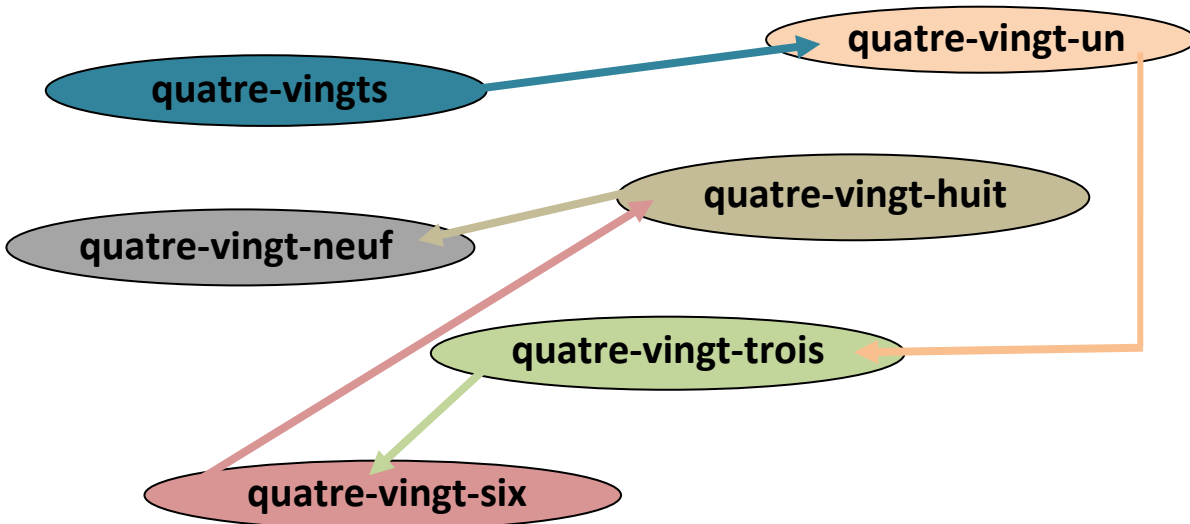 quatre-vingt-un
quatre-vingts
quatre-vingt-huit
quatre-vingt-neuf
quatre-vingt-trois
quatre-vingt-six